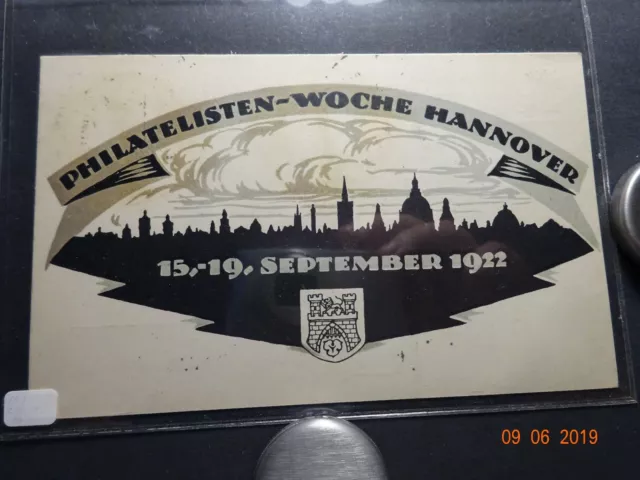 PHILATELISTEN-WOCHE HANNOVER
15.-19. SEPTEMBER 1922
09 06 2019